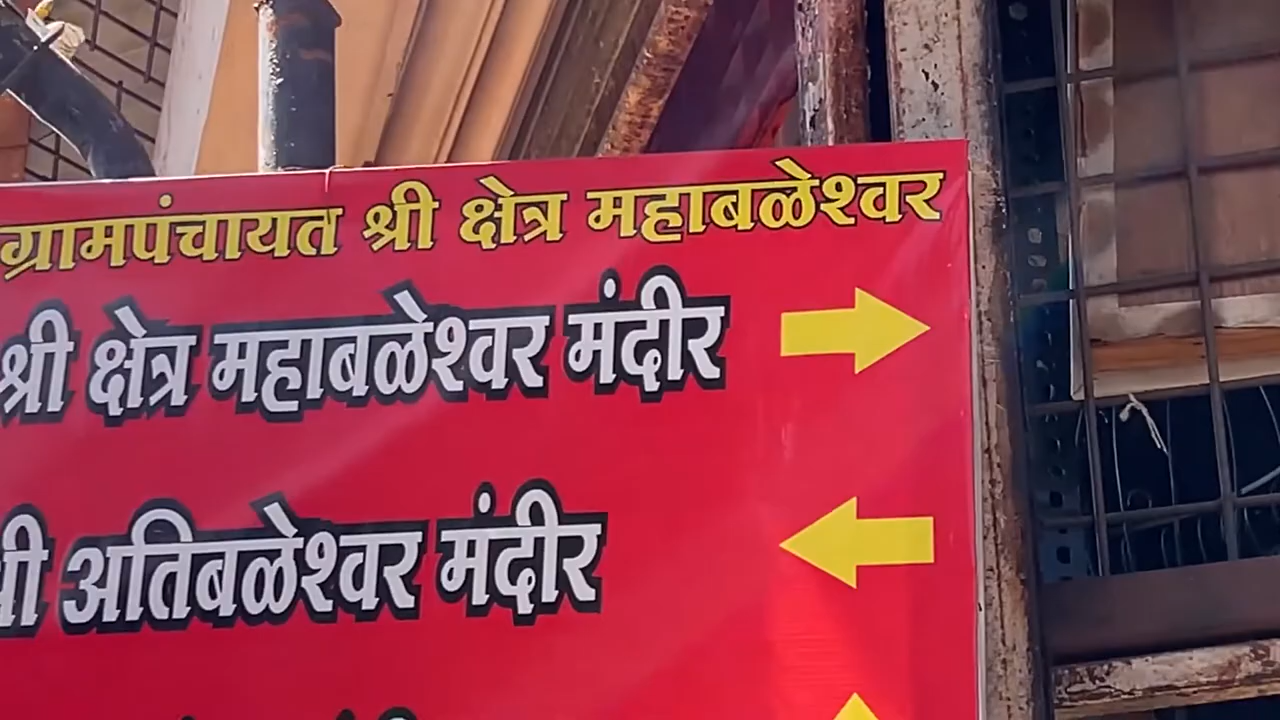 ग्रामपंचायत श्री क्षेत्र महाबळेश्वर
श्री क्षेत्र महाबळेश्वर मंदीर
श्री अतिबळेश्वर मंदीर